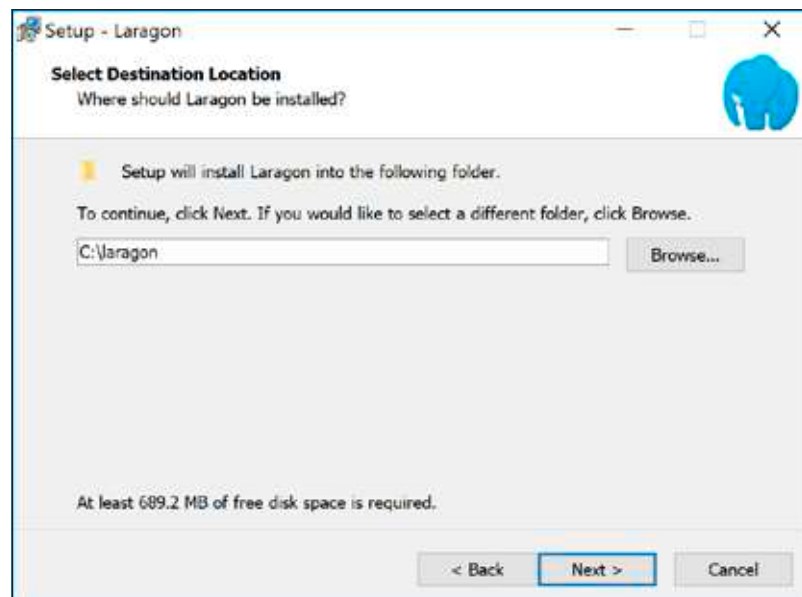 Setup - Laragon
Select Destination Location
Where should Laragon be installed?
Setup will install Laragon into the following folder.
To continue, click Next. If you would like to select a different folder, click Browse.
C:\laragon
Browse...
At least 689.2 MB of free disk space is required.
< Back Next > Cancel